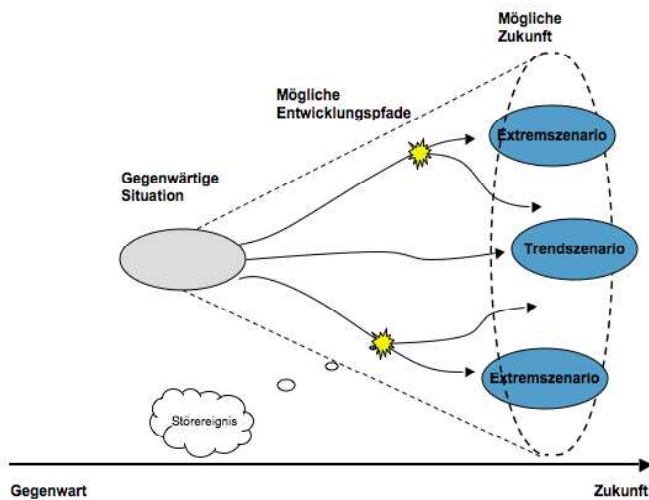 Mögliche
Zukunft
Mögliche
Entwicklungspfade
Extremszenario
Gegenwärtige
Situation
Trendszenario
Extremszenario
Störereignis
Gegenwart
Zukunft